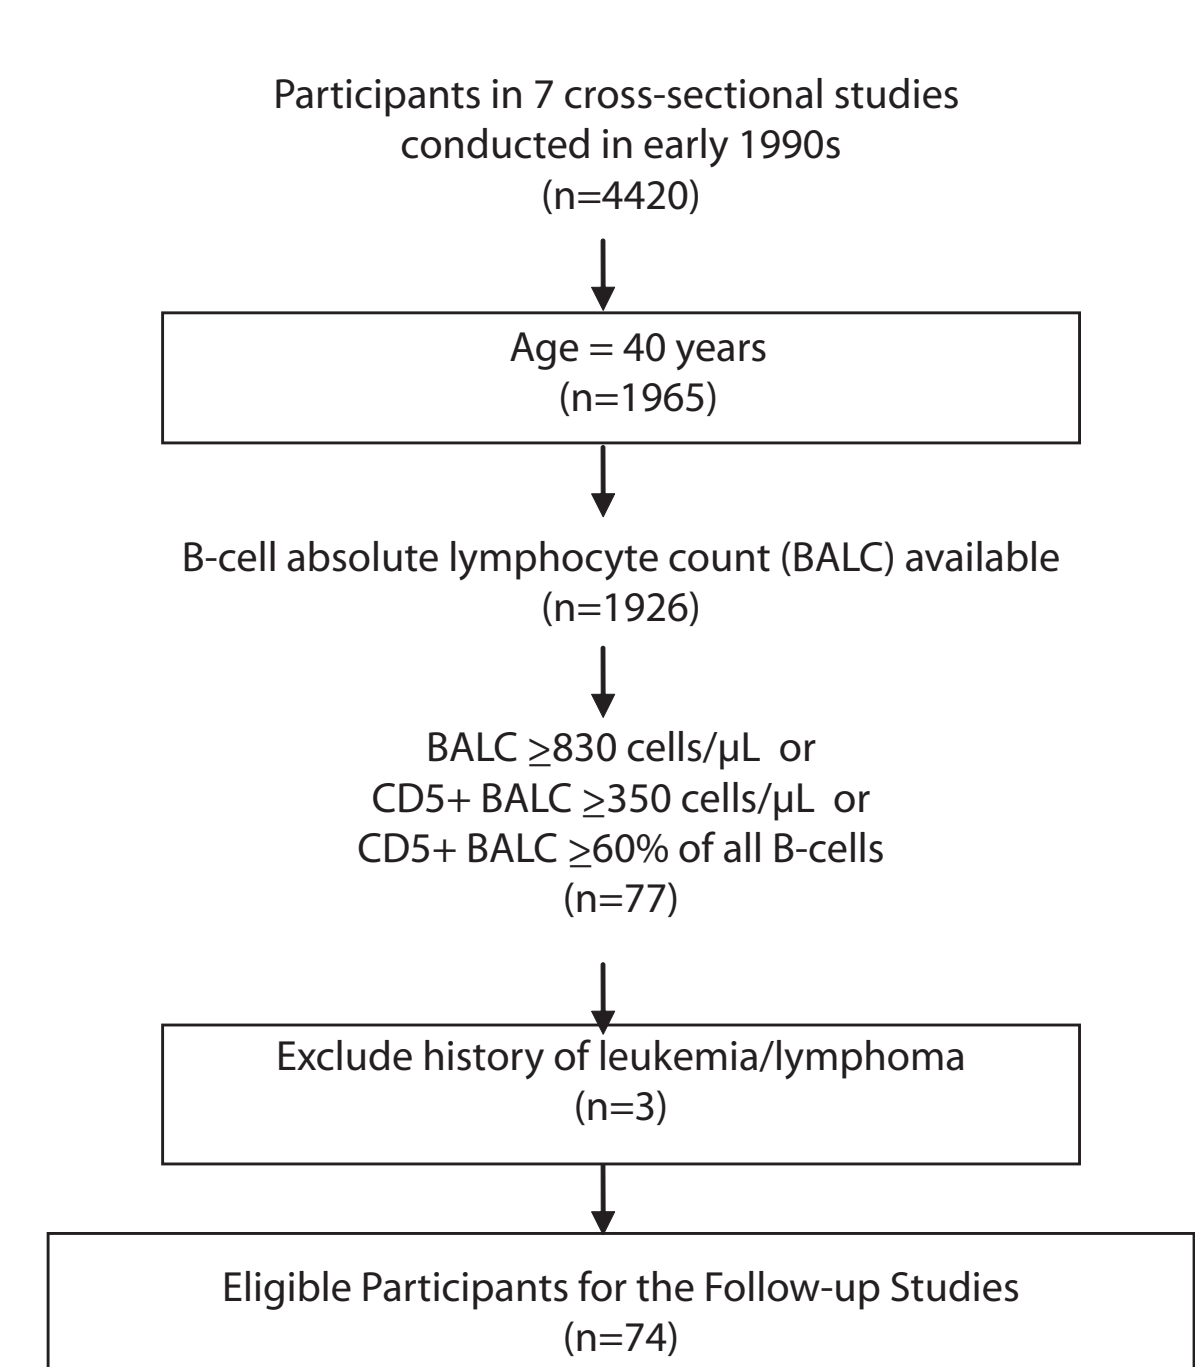 Participants in 7 cross-sectional studies
conducted in early 1990s
(n=4420)
Age = 40 years
(n=1965)
B-cell absolute lymphocyte count (BALC) available
(n=1926)
BALC ≥830 cells/µL or
CD5+ BALC ≥350 cells/µL or
CD5+ BALC ≥60% of all B-cells
(n=77)
Exclude history of leukemia/lymphoma
(n=3)
Eligible Participants for the Follow-up Studies
(n=74)